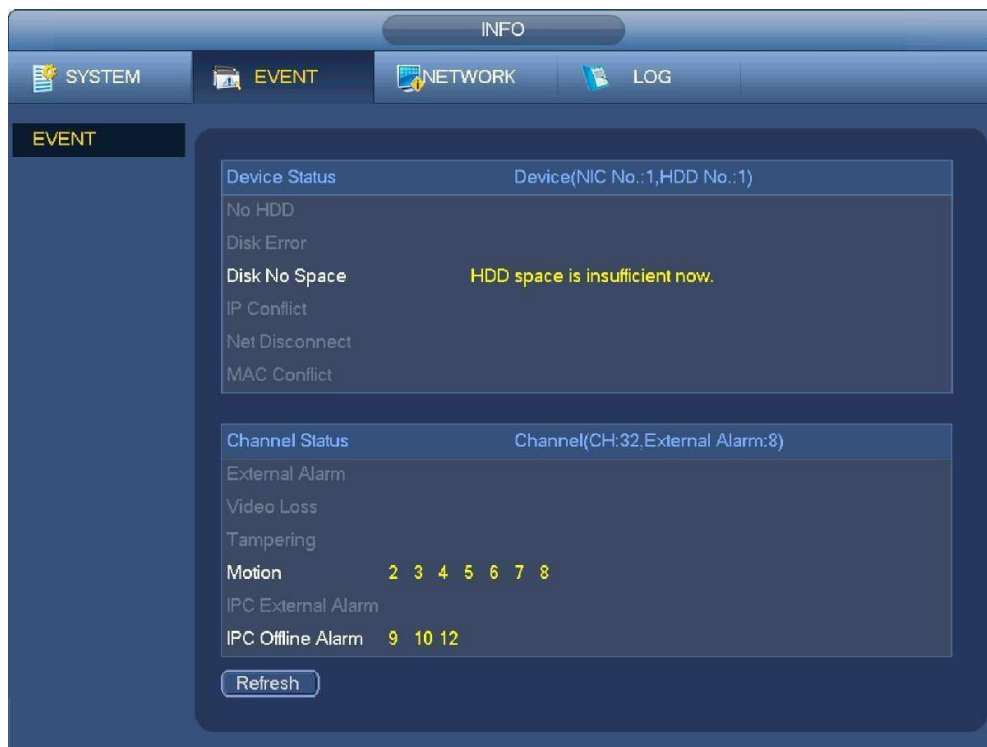 INFO
SYSTEM EVENT NETWORK LOG
EVENT
Device Status Device(NIC No.:1,HDD No.:1)
No HDD
Disk Error
Disk No Space HDD space is insufficient now.
IP Conflict
Net Disconnect
MAC Conflict
Channel Status Channel(CH:32,External Alarm:8)
External Alarm
Video Loss
Tampering
Motion 2 3 4 5 6 7 8
IPC External Alarm
IPC Offline Alarm 9 10 12
Refresh